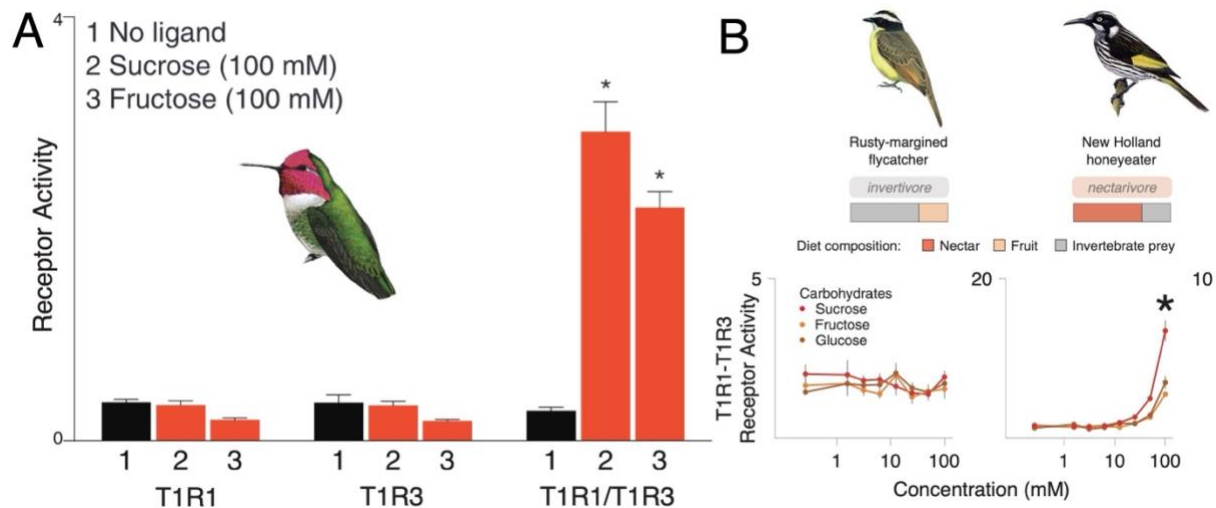 A
4
1 No ligand
2 Sucrose (100 mM)
3 Fructose (100 mM)
*
*
Receptor Activity
0
1 2 3 1 2 3 1 2 3
T1R1 T1R3 T1R1/T1R3
B
Rusty-margined
flycatcher
New Holland
honeyeater
invertivore
nectarivore
Diet composition: Nectar Fruit Invertebrate prey
5
20
10
Carbohydrates
Sucrose
Fructose
Glucose
*
T1R1-T1R3
Receptor Activity
1 10 100 1 10 100
Concentration (mM)